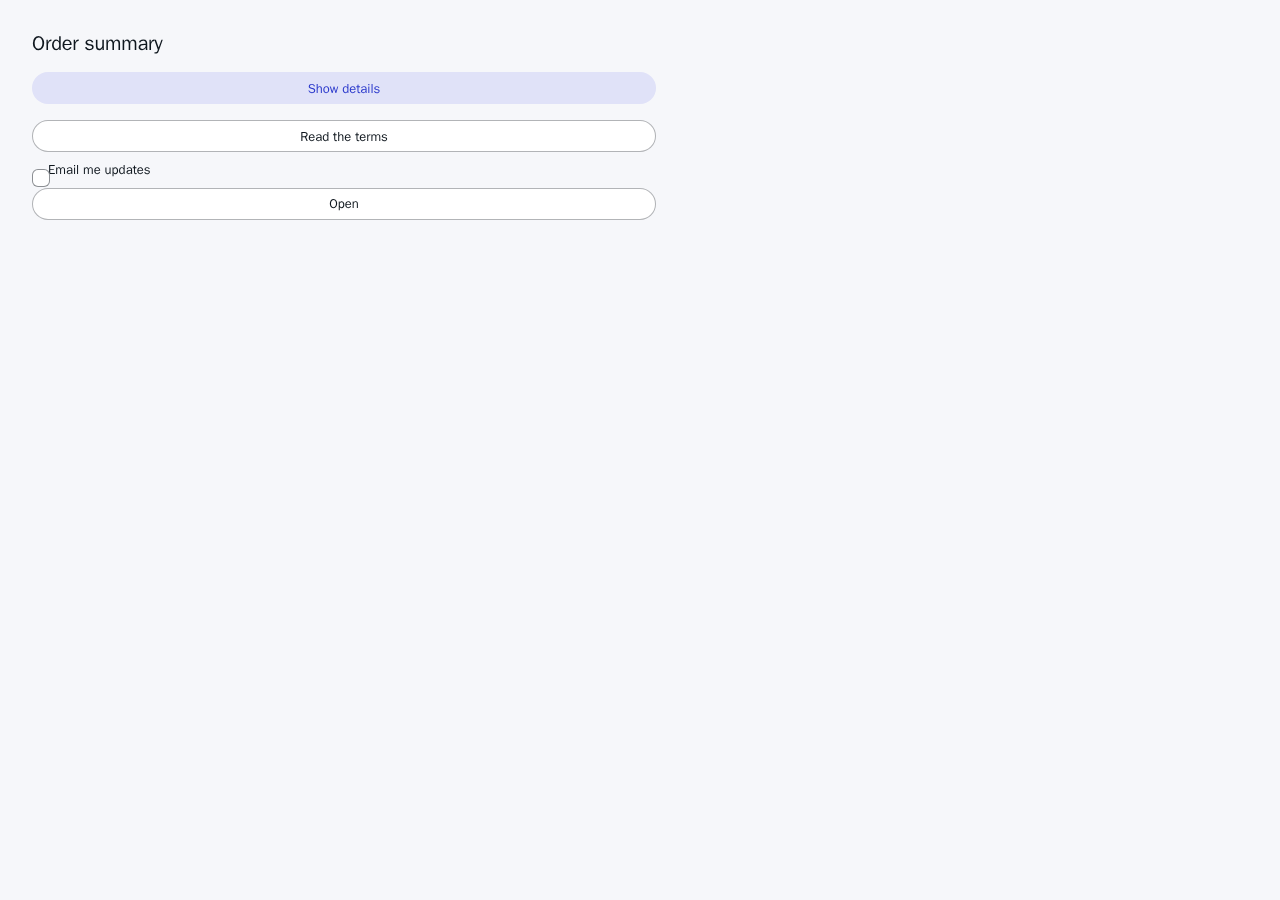 Order summary
Show details
Read the terms
Email me updates
Open